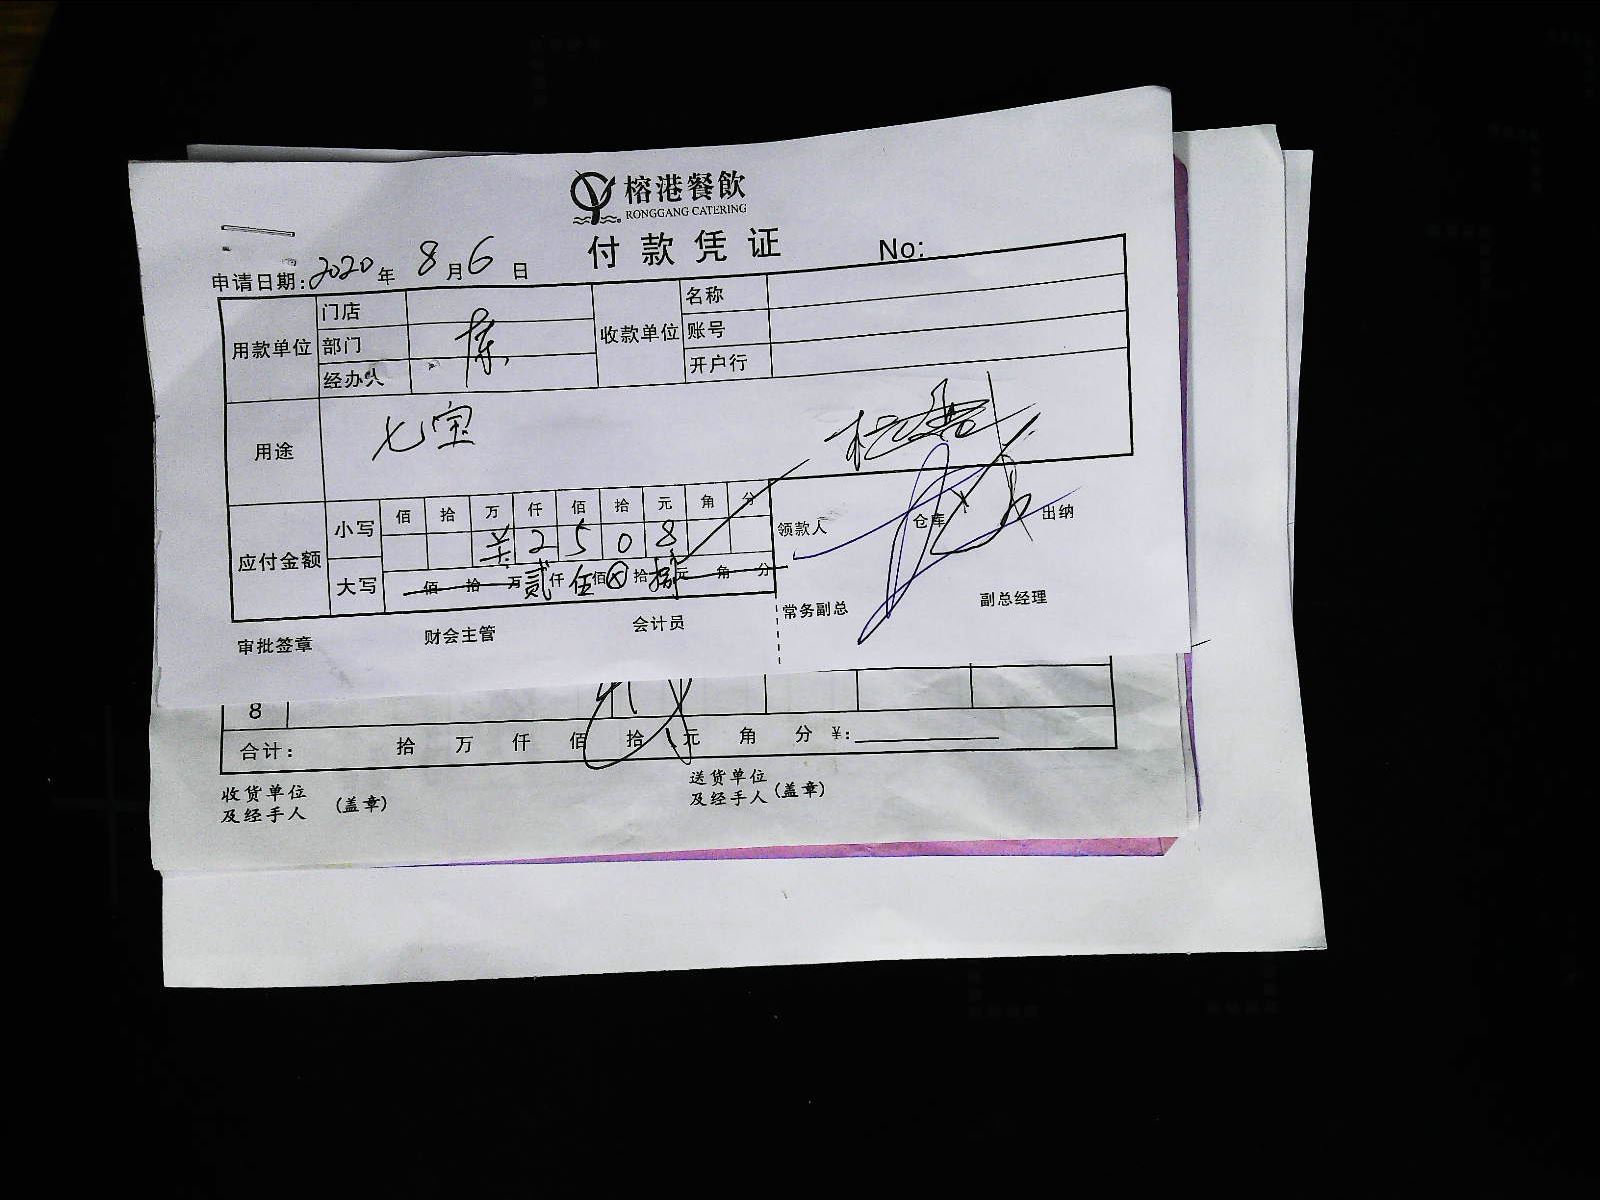 榕港餐飲
RONGGANG CATERING
付款凭证 No:
申请日期: 2020年 8月6日
用款单位 门店 收款单位 名称
部门 陈 账号
经办人 开户行
用途 七宝
应付金额 小写 佰 拾 万 仟 佰 拾 元 角 分
2 5 0 8
大写 佰 拾 万 贰仟 伍佰 ⊗拾 捌元 角 分
领款人 仓库 出纳
常务副总 副总经理
审批签章 财会主管 会计员
8
合计: 拾 万 仟 佰 拾 元 角 分 ¥:
收货单位 及经手人 (盖章)
送货单位 及经手人 (盖章)